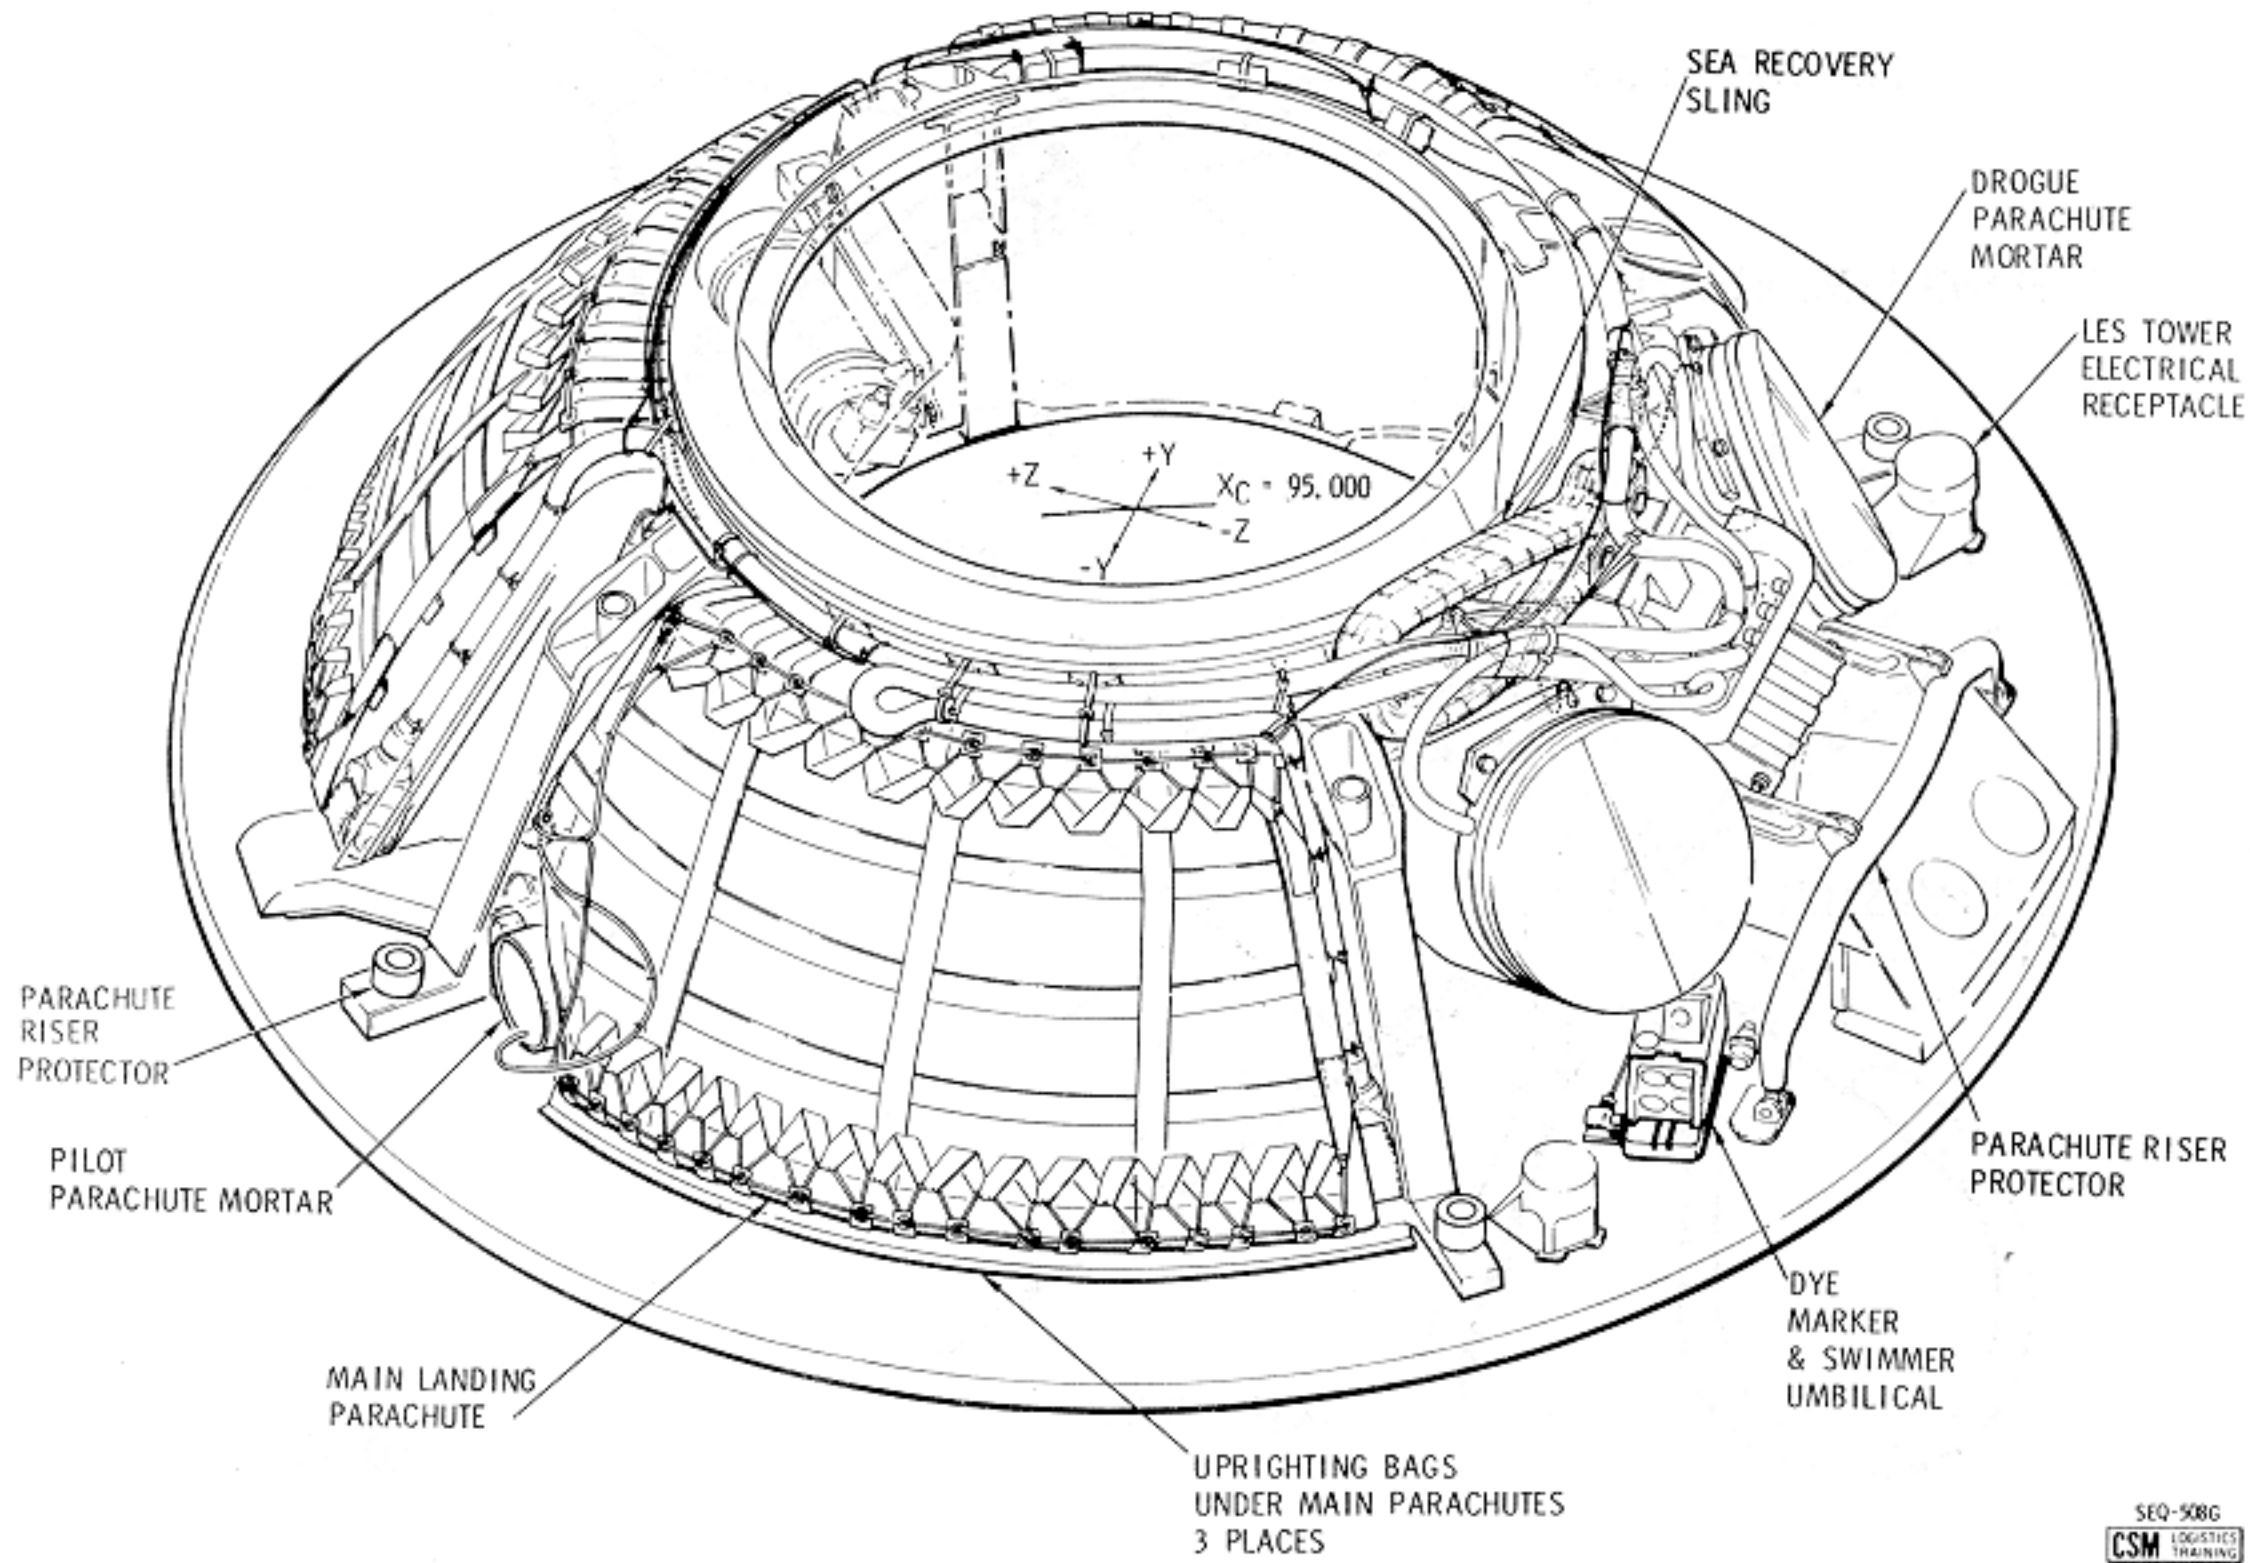 SEA RECOVERY
SLING
DROGUE
PARACHUTE
MORTAR
LES TOWER
ELECTRICAL
RECEPTACLE
+Y
+Z
XC = 95.000
-Z
-Y
PARACHUTE
RISER
PROTECTOR
PILOT
PARACHUTE MORTAR
PARACHUTE RISER
PROTECTOR
DYE
MARKER
& SWIMMER
UMBILICAL
MAIN LANDING
PARACHUTE
UPRIGHTING BAGS
UNDER MAIN PARACHUTES
3 PLACES
SEQ-508G
CSM LOGISTICS
TRAINING